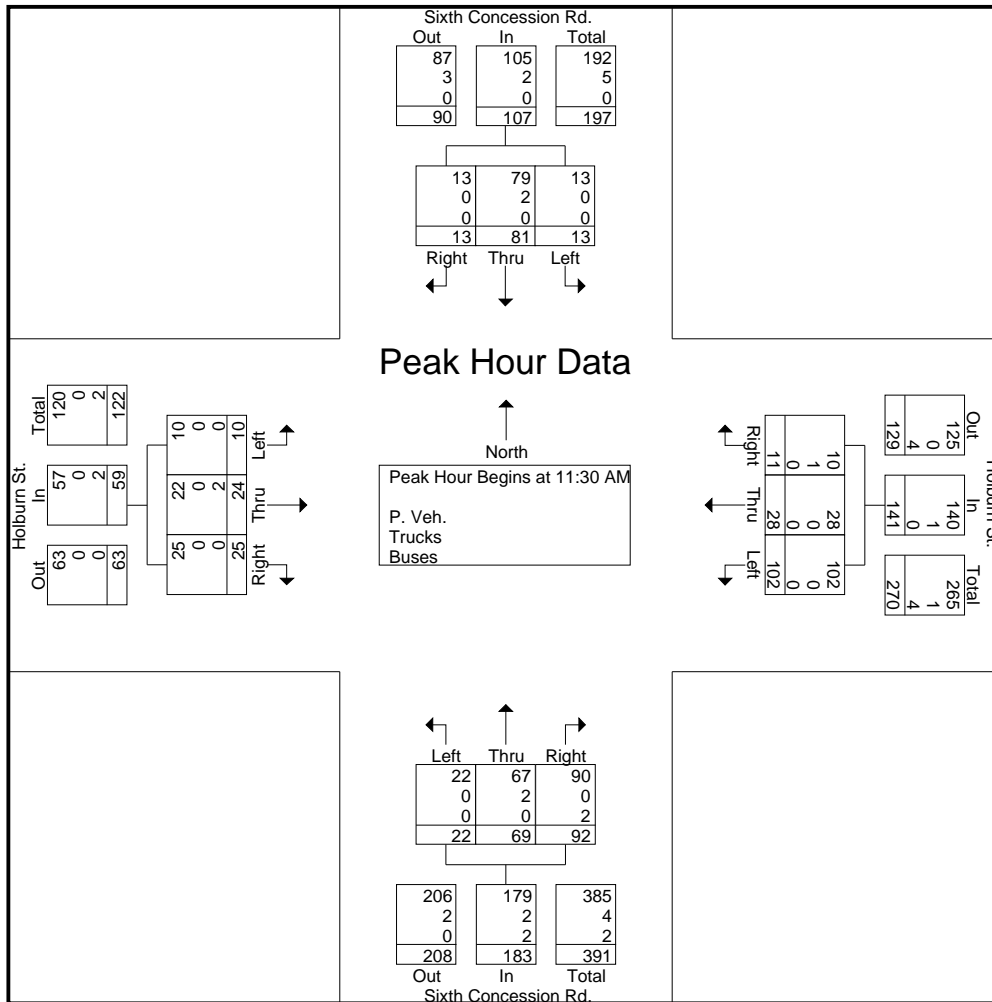 Sixth Concession Rd.
Out In Total
87 105 192
3 2 5
0 0 0
90 107 197
13 79 13
0 2 0
0 0 0
13 81 13
Right Thru Left
Peak Hour Data
North
Peak Hour Begins at 11:30 AM
P. Veh.
Trucks
Buses
Holburn St.
Total
120
0
2
122
In
57
0
2
59
Out
63
0
0
63
10
0
0
10
Left
22
0
2
24
Thru
25
0
0
25
Right
Right
10
1
0
11
Thru
28
0
0
28
Left
102
0
0
102
Out
125
0
4
129
In
140
1
0
141
Total
265
1
4
270
Holburn St.
Left Thru Right
22 67 90
0 2 0
0 0 2
22 69 92
206 179 385
2 2 4
0 2 2
208 183 391
Out In Total
Sixth Concession Rd.